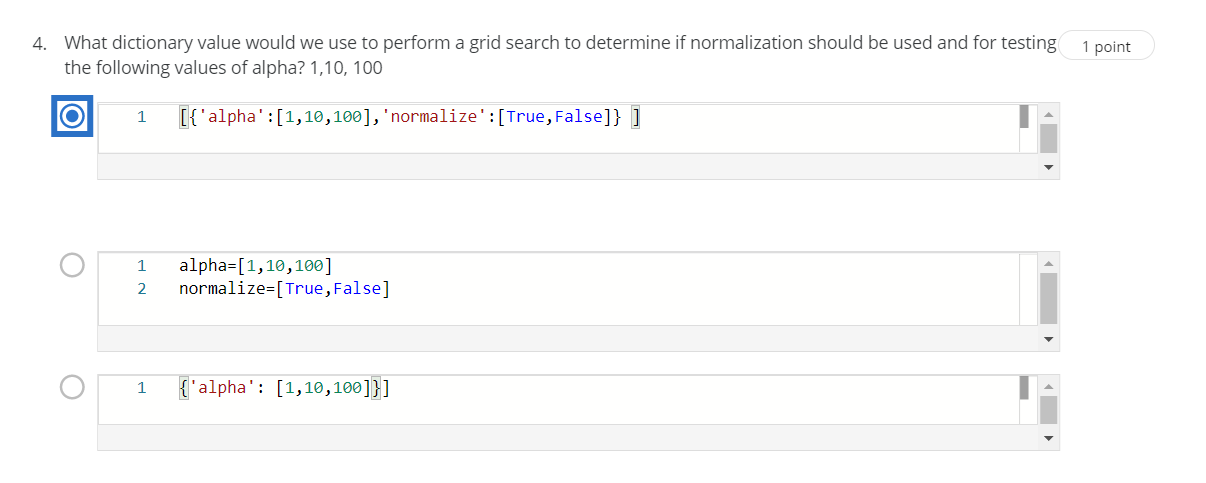 4. What dictionary value would we use to perform a grid search to determine if normalization should be used and for testing 1 point
the following values of alpha? 1,10, 100
1 [{'alpha':[1,10,100],'normalize':[True,False]} ]
1 alpha=[1,10,100]
2 normalize=[True,False]
1 {'alpha': [1,10,100]}]